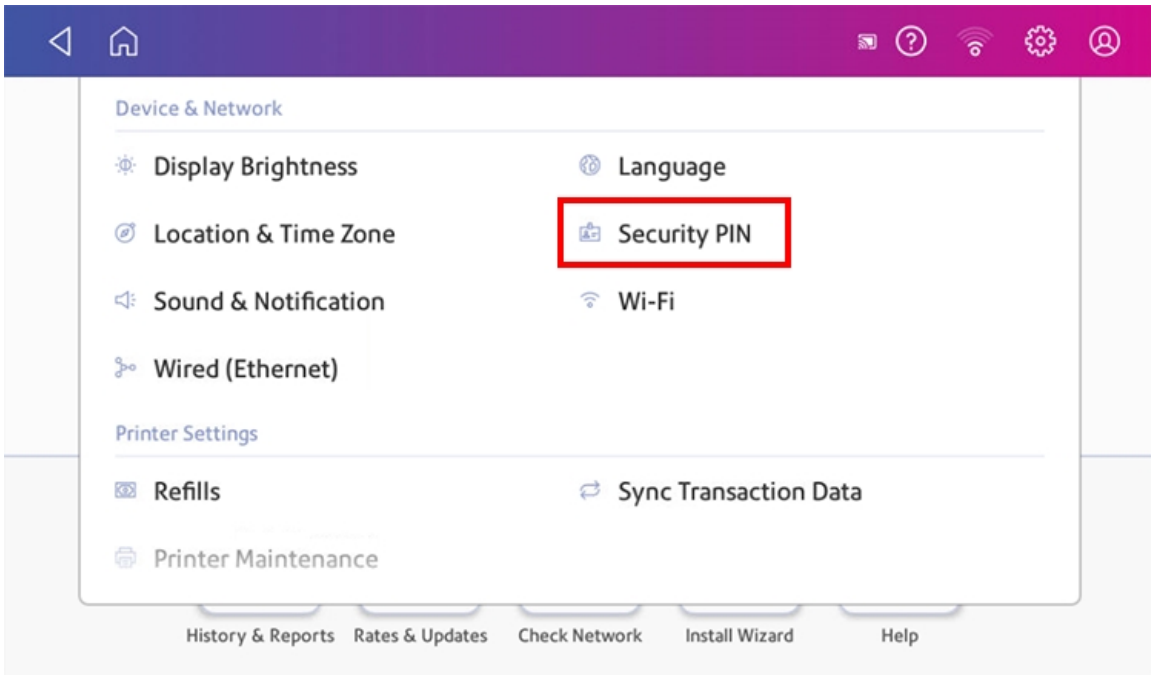 Device & Network
Display Brightness
Language
Location & Time Zone
Security PIN
Sound & Notification
Wi-Fi
Wired (Ethernet)
Printer Settings
Refills
Sync Transaction Data
Printer Maintenance
History & Reports
Rates & Updates
Check Network
Install Wizard
Help